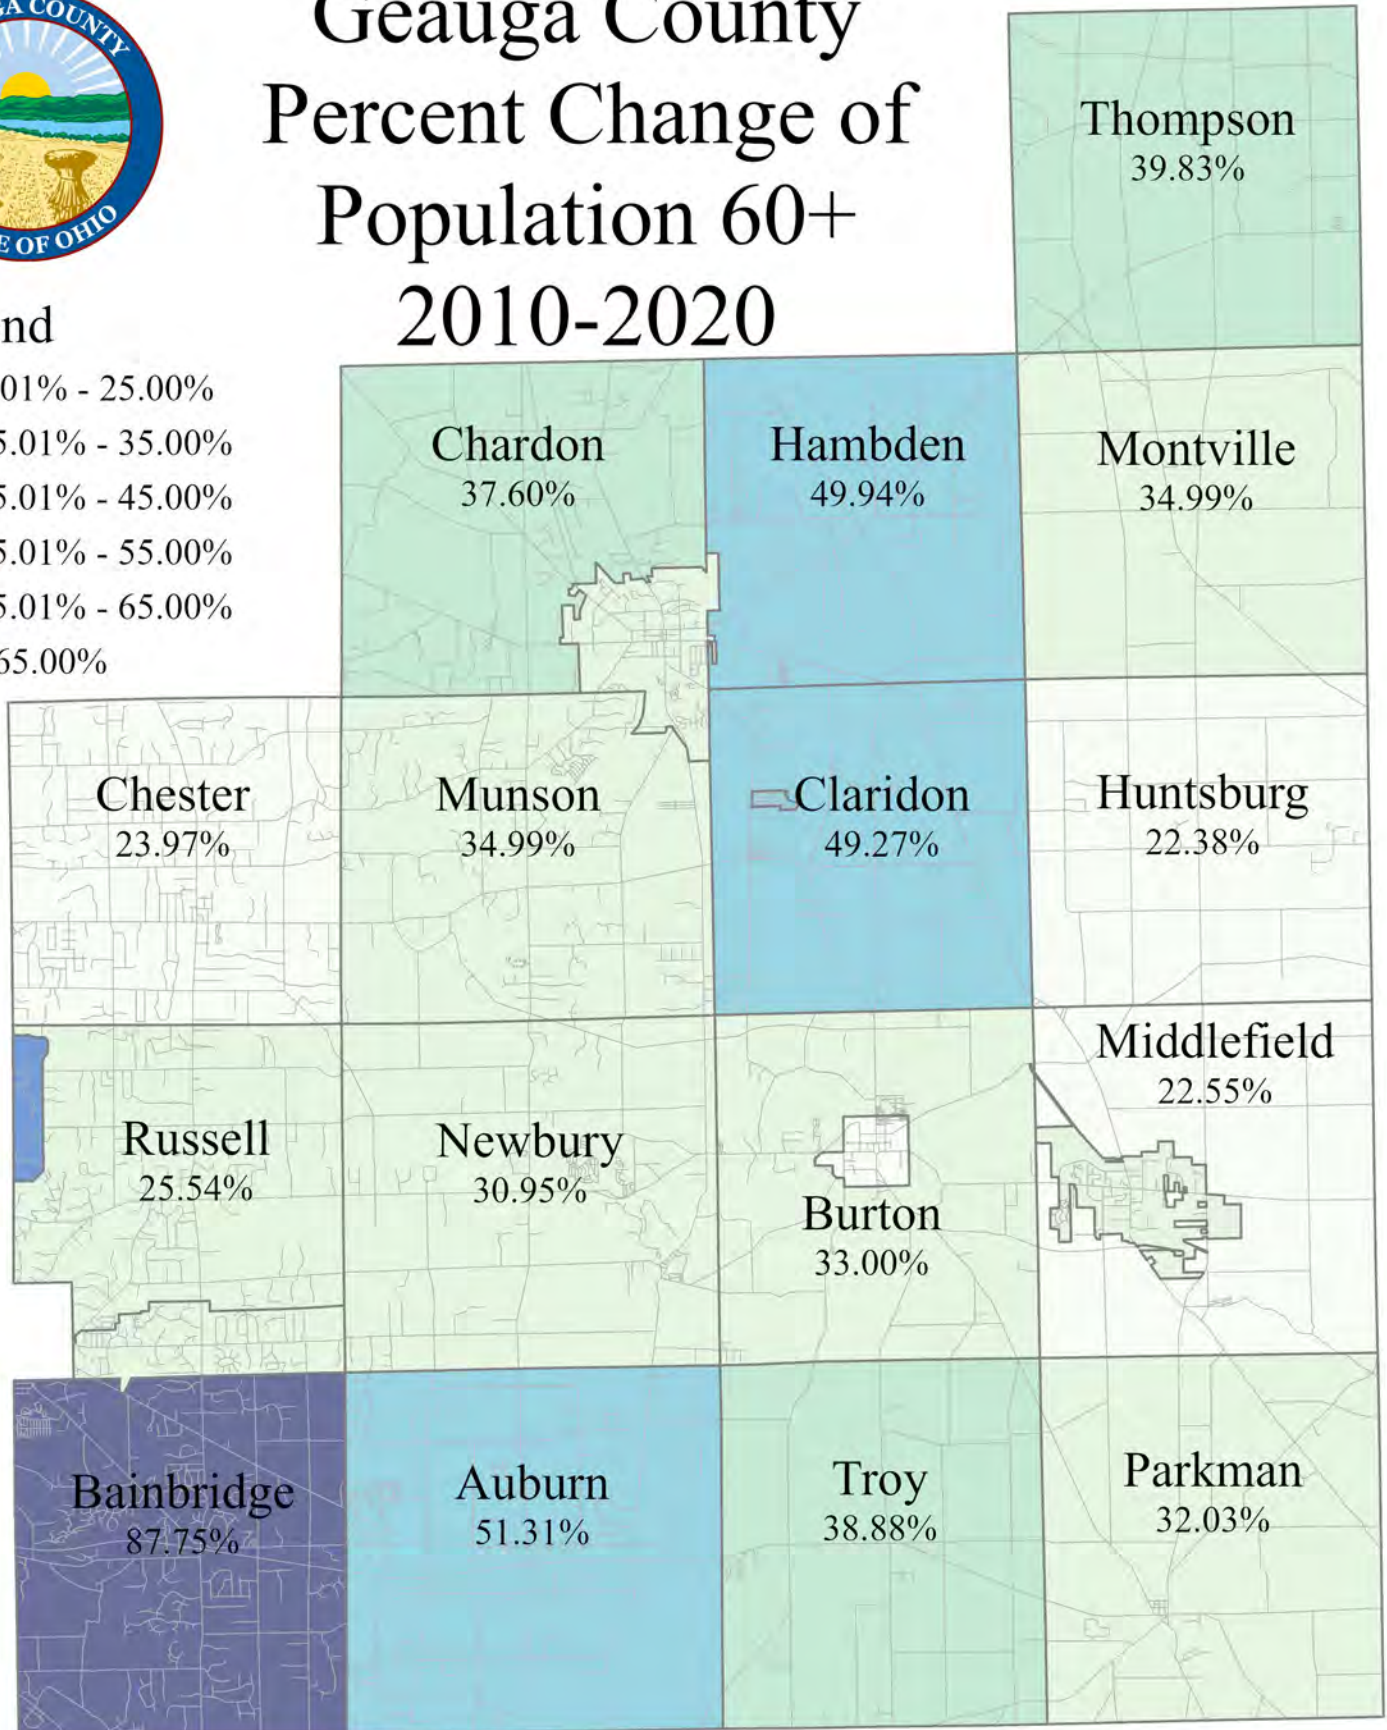 GA COUNTY
E OF OHIO
Geauga County
Percent Change of
Population 60+
2010-2020
nd
01% - 25.00%
5.01% - 35.00%
5.01% - 45.00%
5.01% - 55.00%
5.01% - 65.00%
65.00%
Thompson
39.83%
Chardon
37.60%
Hambden
49.94%
Montville
34.99%
Chester
23.97%
Munson
34.99%
Claridon
49.27%
Huntsburg
22.38%
Middlefield
22.55%
Russell
25.54%
Newbury
30.95%
Burton
33.00%
Bainbridge
87.75%
Auburn
51.31%
Troy
38.88%
Parkman
32.03%